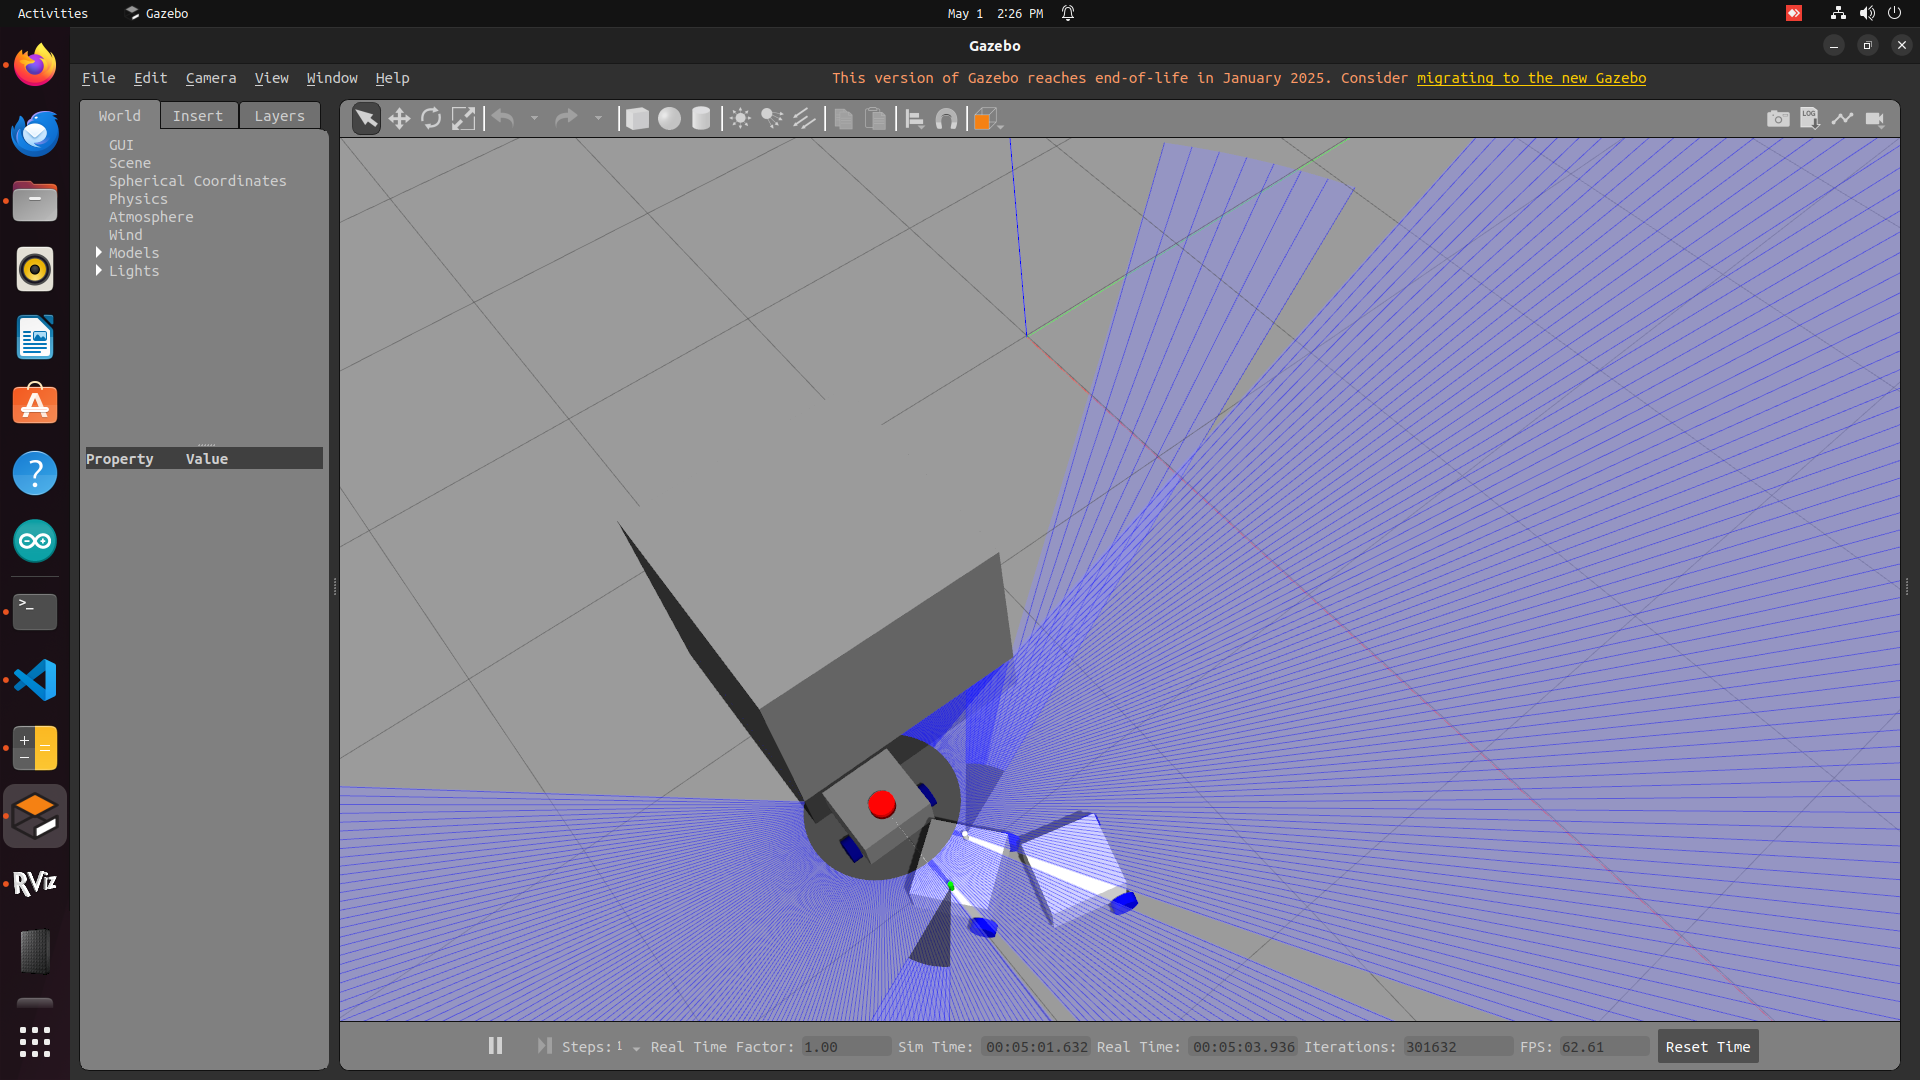 Activities Gazebo May 1 2:26 PM
Gazebo
File Edit Camera View Window Help This version of Gazebo reaches end-of-life in January 2025. Consider migrating to the new Gazebo
World Insert Layers
LOG
GUI
Scene
Spherical Coordinates
Physics
Atmosphere
Wind
Models
Lights
Property Value
>_
RViz
Steps: 1 Real Time Factor: 1.00 Sim Time: 00:05:01.632 Real Time: 00:05:03.936 Iterations: 301632 FPS: 62.61 Reset Time